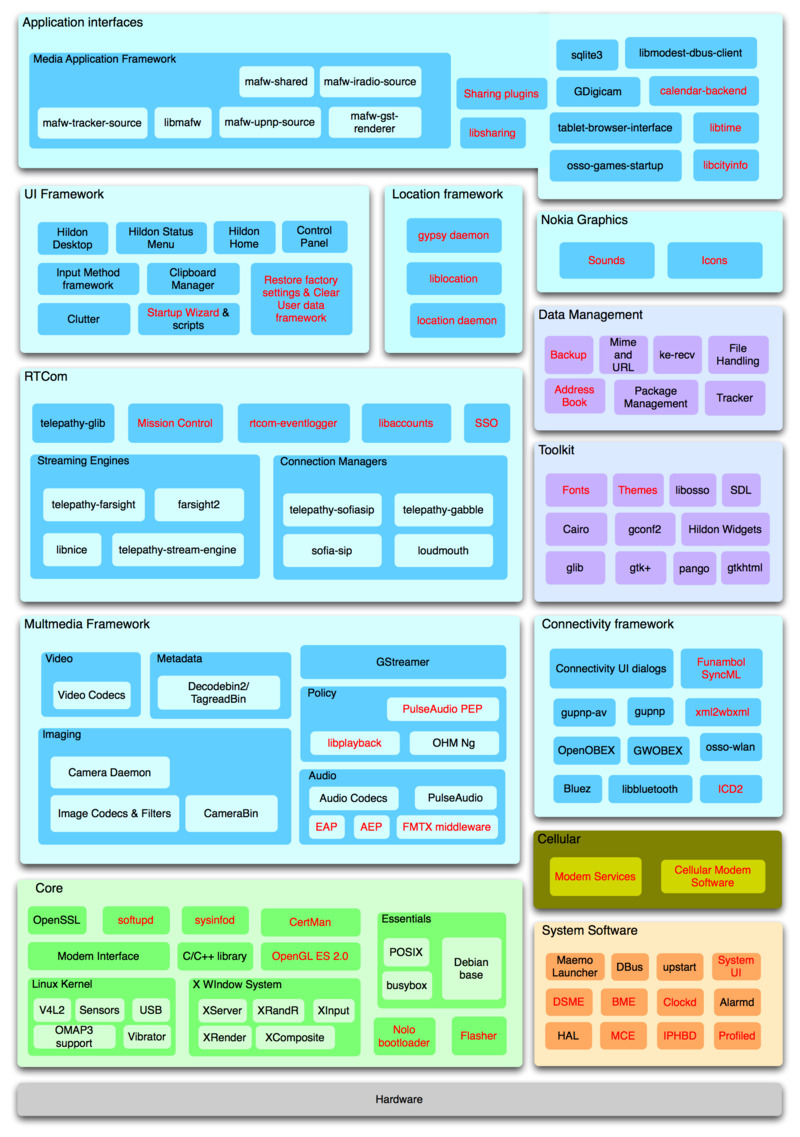 Application interfaces
Media Application Framework
mafw-shared
mafw-iradio-source
mafw-tracker-source
libmafw
mafw-upnp-source
mafw-gst-
renderer
Sharing plugins
libsharing
sqlite3
libmodest-dbus-client
GDigicam
calendar-backend
tablet-browser-interface
libtime
osso-games-startup
libcityinfo
UI Framework
Hildon
Desktop
Hildon Status
Menu
Hildon
Home
Control
Panel
Input Method
framework
Clipboard
Manager
Restore factory
settings & Clear
User data
framework
Clutter
Startup Wizard &
scripts
Location framework
gypsy daemon
liblocation
location daemon
Nokia Graphics
Sounds
Icons
Data Management
Backup
Mime
and
URL
ke-recv
File
Handling
Address
Book
Package
Management
Tracker
RTCom
telepathy-glib
Mission Control
rtcom-eventlogger
libaccounts
SSO
Streaming Engines
telepathy-farsight
farsight2
libnice
telepathy-stream-engine
Connection Managers
telepathy-sofiasip
telepathy-gabble
sofia-sip
loudmouth
Toolkit
Fonts
Themes
libosso
SDL
Cairo
gconf2
Hildon Widgets
glib
gtk+
pango
gtkhtml
Multmedia Framework
Video
Video Codecs
Metadata
Decodebin2/
TagreadBin
Imaging
Camera Daemon
Image Codecs & Filters
CameraBin
GStreamer
Policy
PulseAudio PEP
libplayback
OHM Ng
Audio
Audio Codecs
PulseAudio
EAP
AEP
FMTX middleware
Connectivity framework
Connectivity UI dialogs
Funambol
SyncML
gupnp-av
gupnp
xml2wbxml
OpenOBEX
GWOBEX
osso-wlan
Bluez
libbluetooth
ICD2
Cellular
Modem Services
Cellular Modem
Software
Core
OpenSSL
softupd
sysinfod
CertMan
Modem Interface
C/C++ library
OpenGL ES 2.0
Linux Kernel
V4L2
Sensors
USB
OMAP3
support
Vibrator
X WIndow System
XServer
XRandR
XInput
XRender
XComposite
Essentials
POSIX
busybox
Debian
base
Nolo
bootloader
Flasher
System Software
Maemo
Launcher
DBus
upstart
System
UI
DSME
BME
Clockd
Alarmd
HAL
MCE
IPHBD
Profiled
Hardware